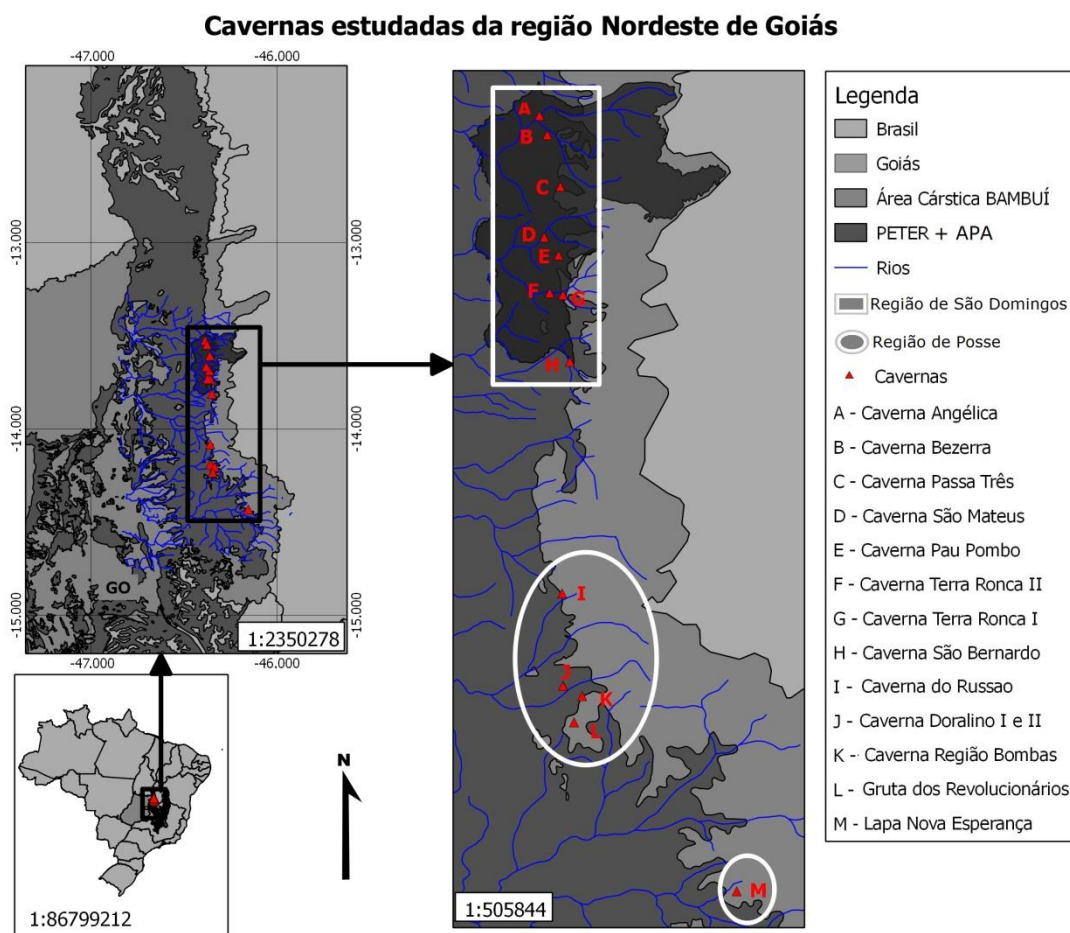 Cavernas estudadas da região Nordeste de Goiás
-47.000
-46.000
-13.000
-13.000
-14.000
-14.000
-15.000
-15.000
GO
1:2350278
-47.000
-46.000
1:86799212
N
A
B
C
D
E
F
G
H
I
J
K
L
M
1:505844
Legenda
Brasil
Goiás
Área Cárstica BAMBUÍ
PETER + APA
Rios
Região de São Domingos
Região de Posse
Cavernas
A - Caverna Angélica
B - Caverna Bezerra
C - Caverna Passa Três
D - Caverna São Mateus
E - Caverna Pau Pombo
F - Caverna Terra Ronca II
G - Caverna Terra Ronca I
H - Caverna São Bernardo
I - Caverna do Russao
J - Caverna Doralino I e II
K - Caverna Região Bombas
L - Gruta dos Revolucionários
M - Lapa Nova Esperança